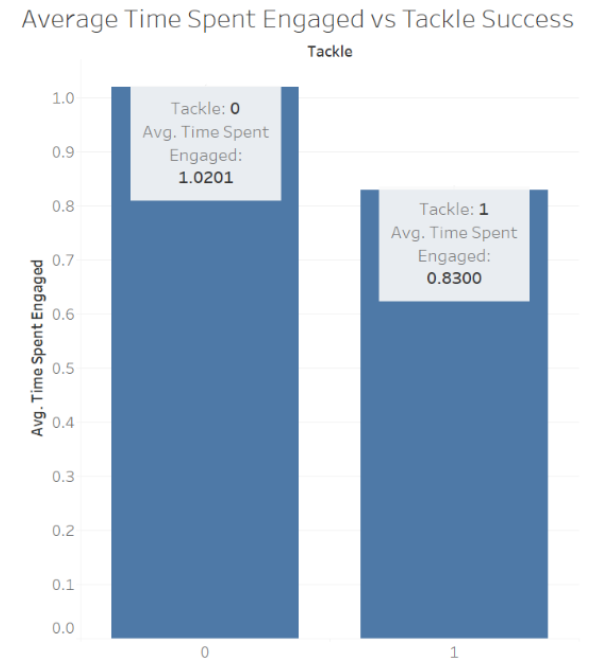 Average Time Spent Engaged vs Tackle Success
Tackle
Avg. Time Spent Engaged
1.0
0.9
0.8
0.7
0.6
0.5
0.4
0.3
0.2
0.1
0.0
Tackle: 0
Avg. Time Spent
Engaged:
1.0201
Tackle: 1
Avg. Time Spent
Engaged:
0.8300
0
1